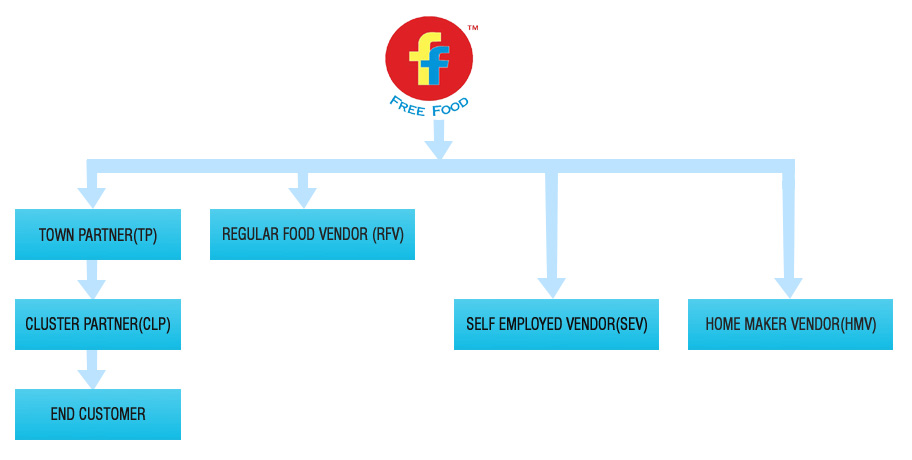 ff
TM
FREE FOOD
TOWN PARTNER(TP)
REGULAR FOOD VENDOR (RFV)
CLUSTER PARTNER(CLP)
SELF EMPLOYED VENDOR(SEV)
HOME MAKER VENDOR(HMV)
END CUSTOMER